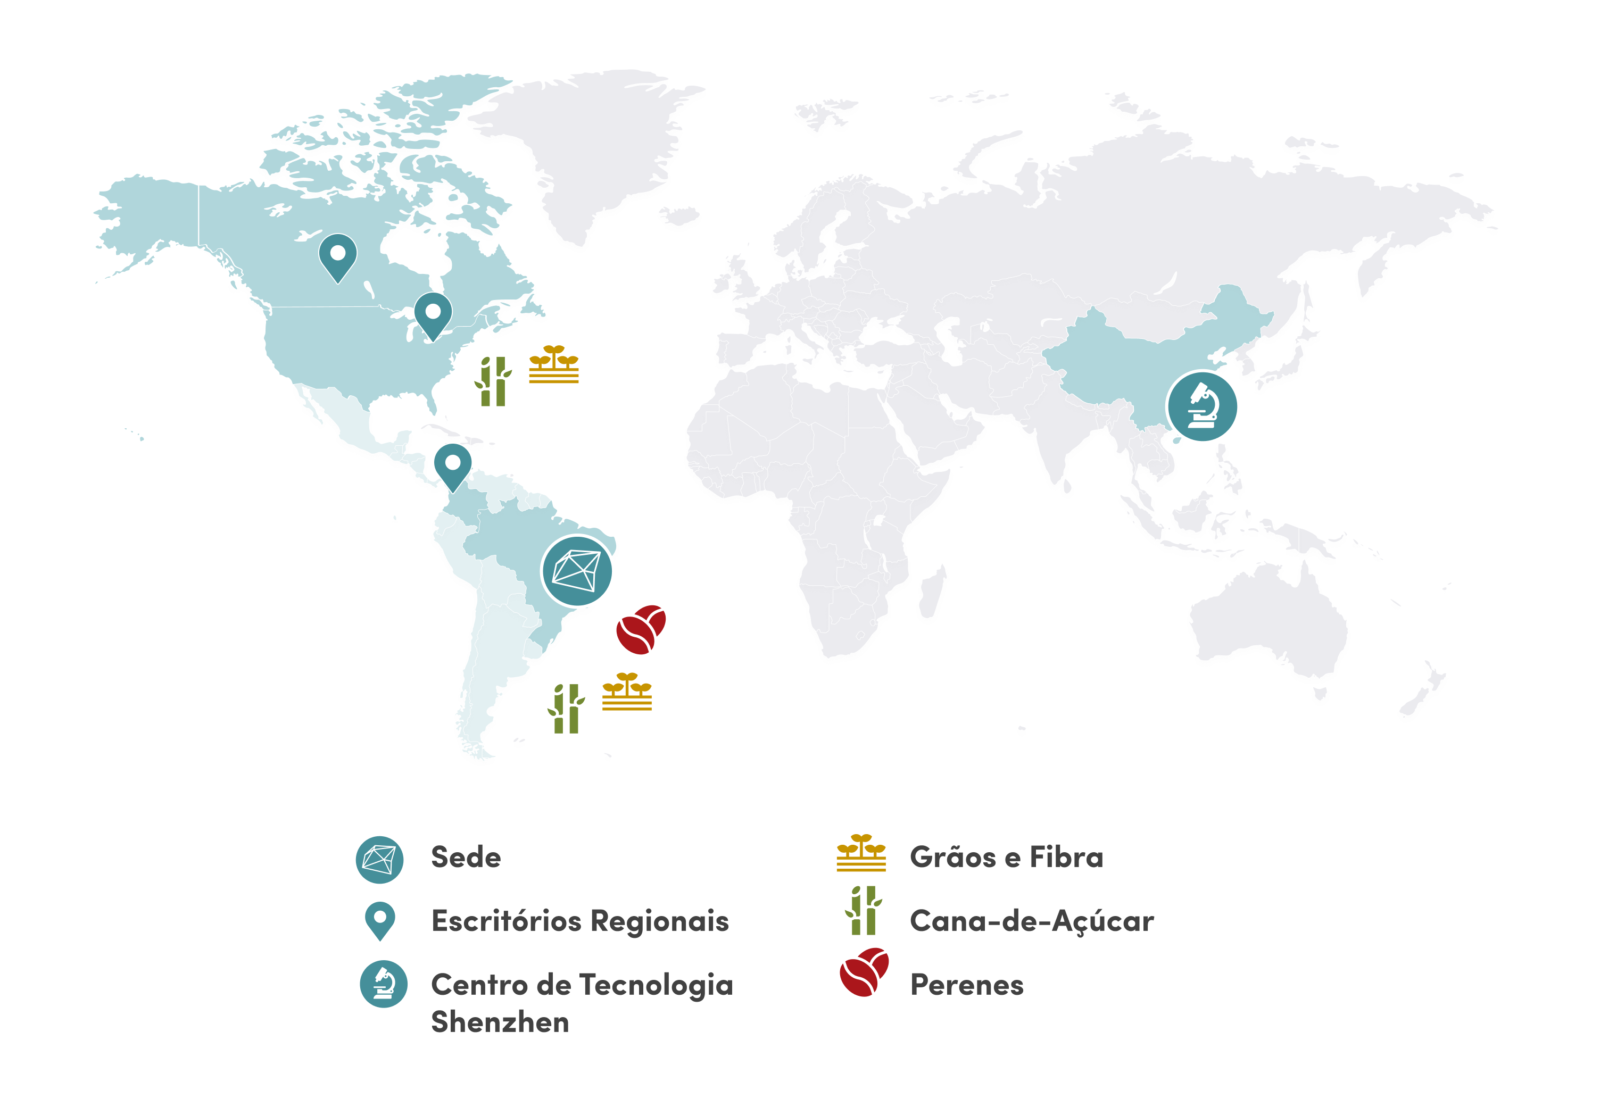 Sede
Escritórios Regionais
Centro de Tecnologia
Shenzhen
Grãos e Fibra
Cana-de-Açúcar
Perenes